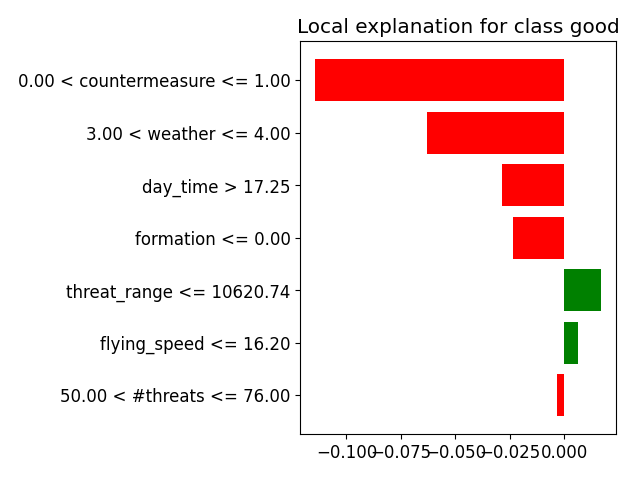 Local explanation for class good
0.00 < countermeasure <= 1.00
3.00 < weather <= 4.00
day_time > 17.25
formation <= 0.00
threat_range <= 10620.74
flying_speed <= 16.20
50.00 < #threats <= 76.00
−0.100 −0.075 −0.050 −0.025 0.000